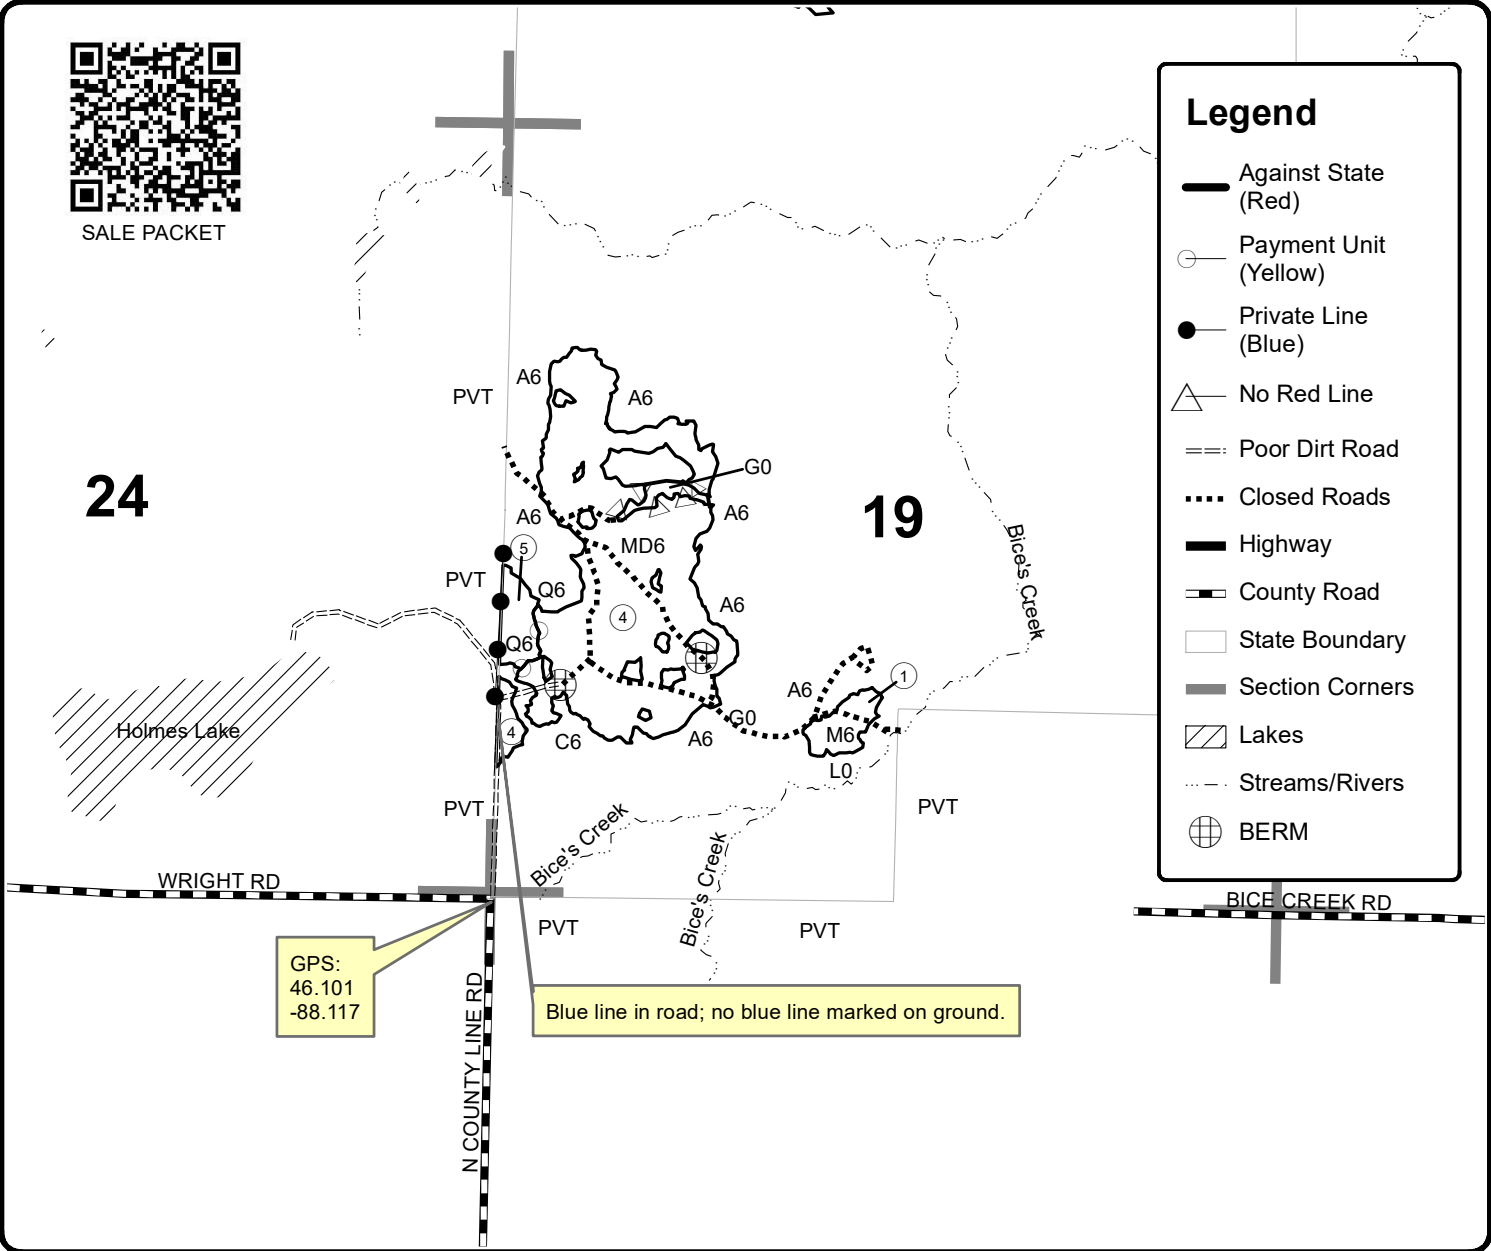 SALE PACKET
Legend
Against State
(Red)
Payment Unit
(Yellow)
Private Line
(Blue)
No Red Line
Poor Dirt Road
Closed Roads
Highway
County Road
State Boundary
Section Corners
Lakes
Streams/Rivers
BERM
A6
PVT
A6
G0
24
A6
A6
19
MD6
5
PVT
Q6
A6
4
Bice's Creek
Q6
1
A6
G0
Holmes Lake
4
C6
A6
M6
L0
PVT
PVT
Bice's Creek
Bice's Creek
WRIGHT RD
BICE CREEK RD
PVT
PVT
GPS:
46.101
-88.117
Blue line in road; no blue line marked on ground.
N COUNTY LINE RD